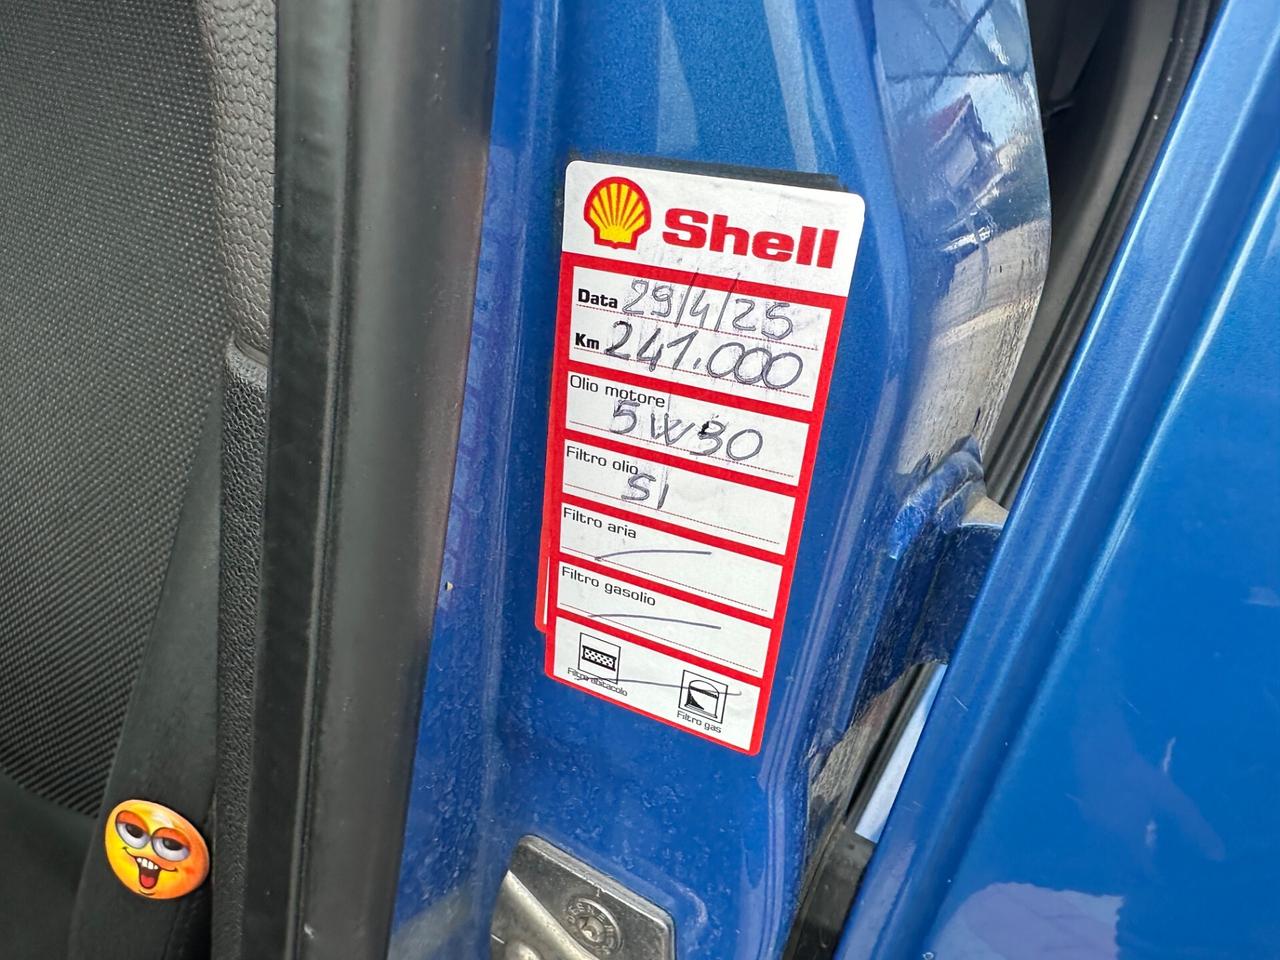 Shell
Data 29/4/25
Km 241.000
Olio motore
5W30
Filtro olio
SI
Filtro aria
Filtro gasolio
Filtro abitacolo
Filtro gas